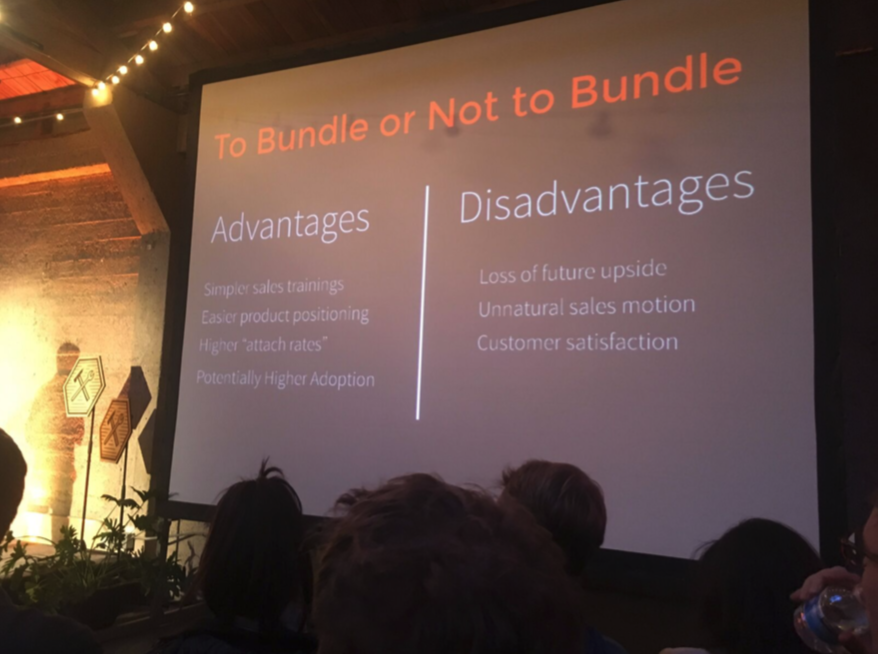 To Bundle or Not to Bundle
Advantages
Simpler sales trainings
Easier product positioning
Higher "attach rates"
Potentially Higher Adoption
Disadvantages
Loss of future upside
Unnatural sales motion
Customer satisfaction